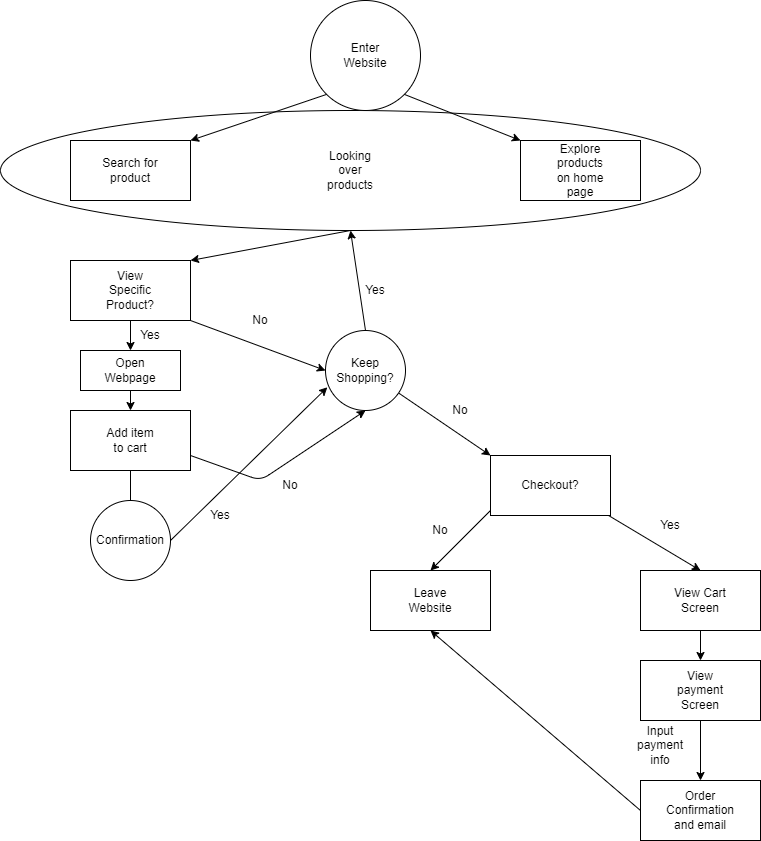 Enter
Website
Search for
product
Looking
over
products
Explore
products
on home
page
View
Specific
Product?
Yes
No
Yes
Open
Webpage
Keep
Shopping?
Add item
to cart
No
No
Yes
Confirmation
Checkout?
No
Yes
Leave
Website
View Cart
Screen
View
payment
Screen
Input
payment
info
Order
Confirmation
and email